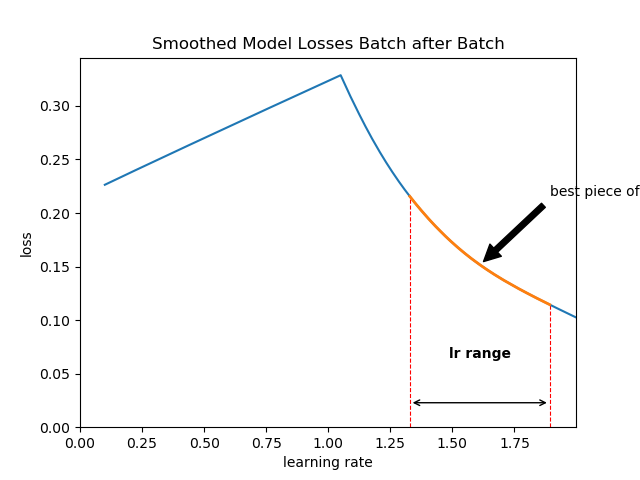 Smoothed Model Losses Batch after Batch
0.30
0.25
0.20
0.15
0.10
0.05
0.00
loss
best piece of
lr range
0.00 0.25 0.50 0.75 1.00 1.25 1.50 1.75
learning rate